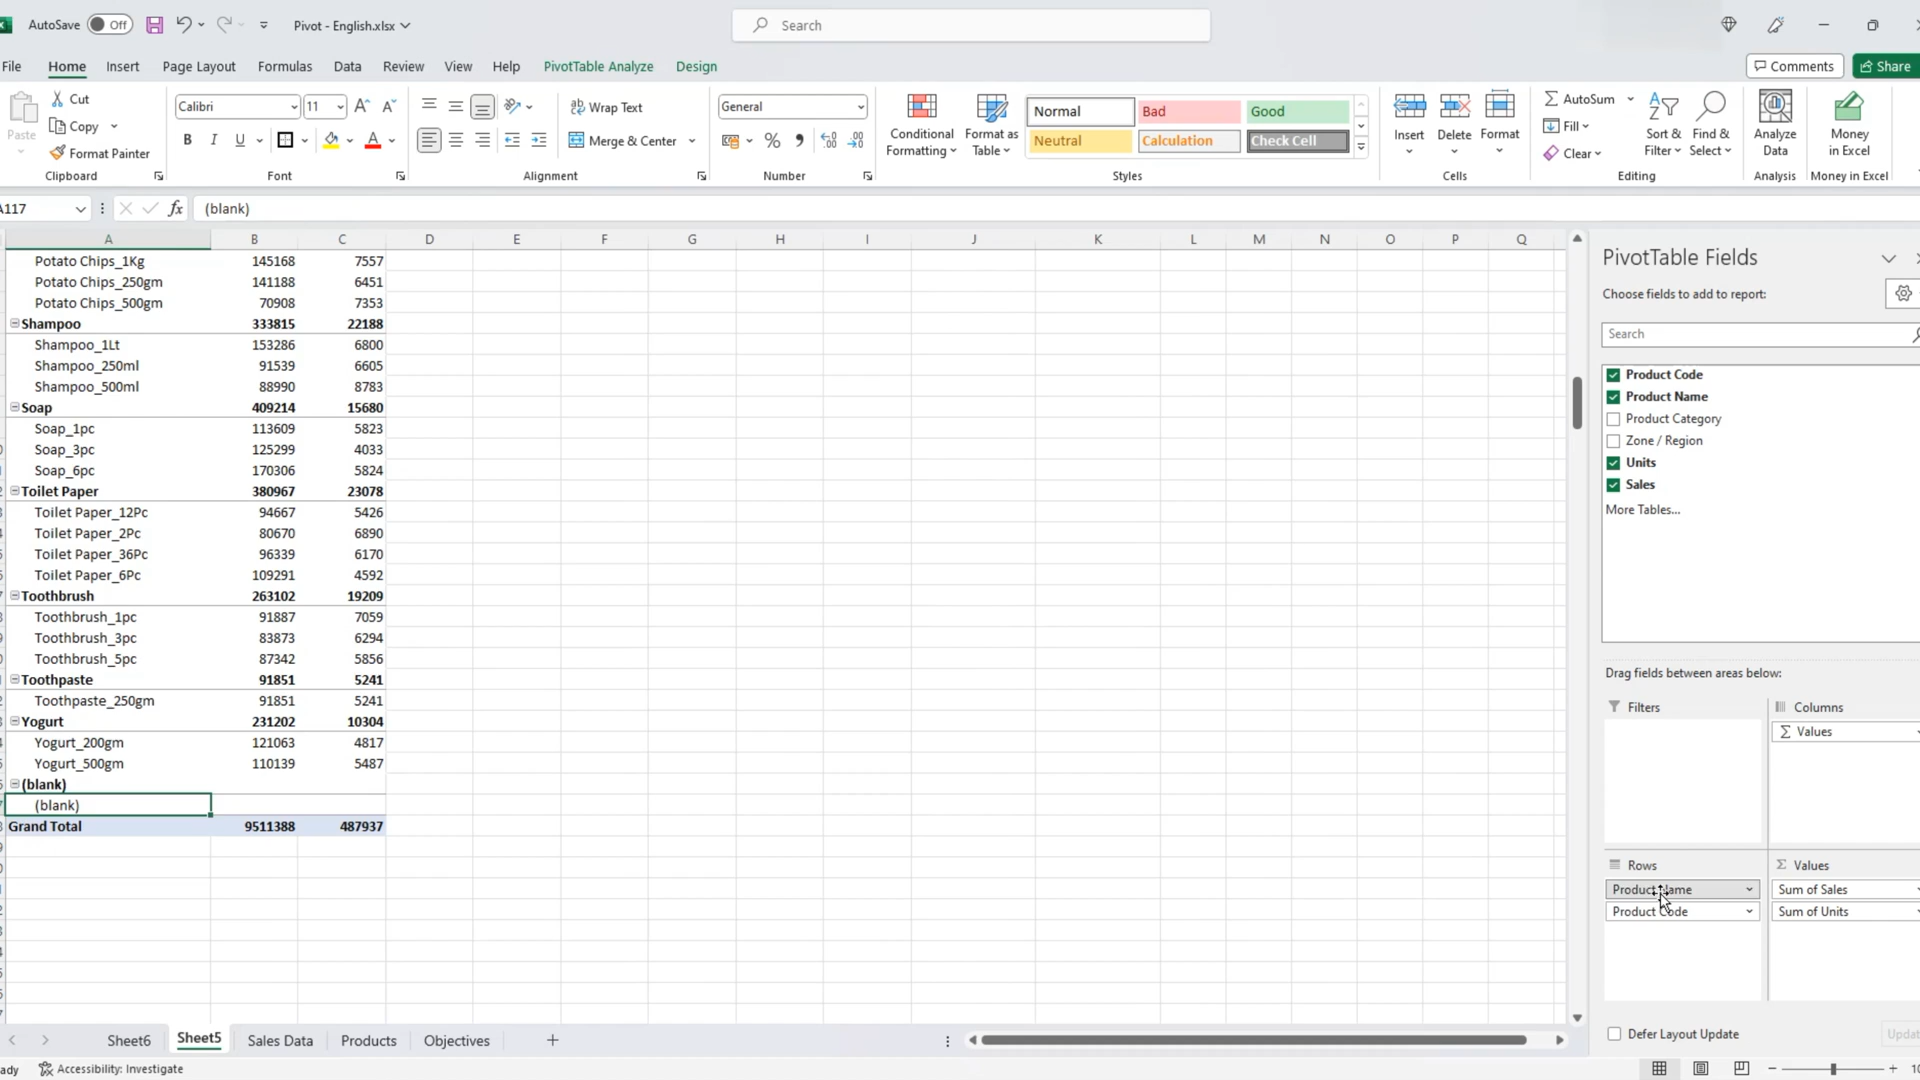 AutoSave Off Pivot - English.xlsx Search
File Home Insert Page Layout Formulas Data Review View Help PivotTable Analyze Design Comments Share
Paste Cut Copy Format Painter
Clipboard
Calibri 11
B I U
Font
Wrap Text
Merge & Center
Alignment
General
Number
Conditional Formatting
Format as Table
Normal Bad Good
Neutral Calculation Check Cell
Styles
Insert Delete Format
Cells
AutoSum
Fill
Clear
Sort & Filter
Find & Select
Editing
Analyze Data
Analysis
Money in Excel
Money in Excel
A117 fx (blank)
A B C D E F G H I J K L M N O P Q
Potato Chips_1Kg 145168 7557
Potato Chips_250gm 141188 6451
Potato Chips_500gm 70908 7353
Shampoo 333815 22188
Shampoo_1Lt 153286 6800
Shampoo_250ml 91539 6605
Shampoo_500ml 88990 8783
Soap 409214 15680
Soap_1pc 113609 5823
Soap_3pc 125299 4033
Soap_6pc 170306 5824
Toilet Paper 380967 23078
Toilet Paper_12Pc 94667 5426
Toilet Paper_2Pc 80670 6890
Toilet Paper_36Pc 96339 6170
Toilet Paper_6Pc 109291 4592
Toothbrush 263102 19209
Toothbrush_1pc 91887 7059
Toothbrush_3pc 83873 6294
Toothbrush_5pc 87342 5856
Toothpaste 91851 5241
Toothpaste_250gm 91851 5241
Yogurt 231202 10304
Yogurt_200gm 121063 4817
Yogurt_500gm 110139 5487
(blank)
(blank)
Grand Total 9511388 487937
PivotTable Fields
Choose fields to add to report:
Search
Product Code
Product Name
Product Category
Zone / Region
Units
Sales
More Tables...
Drag fields between areas below:
Filters
Columns
Values
Rows
Product Name
Product Code
Values
Sum of Sales
Sum of Units
Defer Layout Update Updat
Sheet6 Sheet5 Sales Data Products Objectives
ady Accessibility: Investigate 10